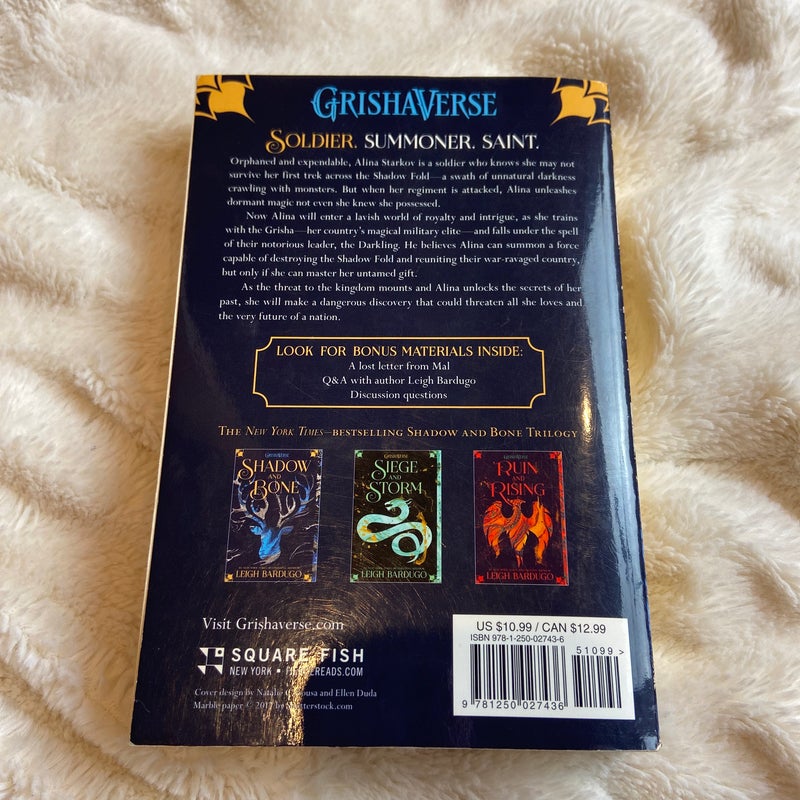 GRISHAVERSE
SOLDIER. SUMMONER. SAINT.
Orphaned and expendable, Alina Starkov is a soldier who knows she may not
survive her first trek across the Shadow Fold—a swath of unnatural darkness
crawling with monsters. But when her regiment is attacked, Alina unleashes
dormant magic not even she knew she possessed.
Now Alina will enter a lavish world of royalty and intrigue, as she trains
with the Grisha—her country's magical military elite—and falls under the spell
of their notorious leader, the Darkling. He believes Alina can summon a force
capable of destroying the Shadow Fold and reuniting their war-ravaged country,
but only if she can master her untamed gift.
As the threat to the kingdom mounts and Alina unlocks the secrets of her
past, she will make a dangerous discovery that could threaten all she loves and
the very future of a nation.
LOOK FOR BONUS MATERIALS INSIDE:
A lost letter from Mal
Q&A with author Leigh Bardugo
Discussion questions
THE NEW YORK TIMES–BESTSELLING SHADOW AND BONE TRILOGY
GRISHAVERSE
SHADOW
AND
BONE
LEIGH BARDUGO
GRISHAVERSE
SIEGE
AND
STORM
LEIGH BARDUGO
GRISHAVERSE
RUIN
AND
RISING
LEIGH BARDUGO
Visit Grishaverse.com
SQUARE FISH
NEW YORK •
Cover design by Natalie and Ellen Duda
Marble paper © 2017 by Shutterstock.com
US $10.99 / CAN $12.99
ISBN 978-1-250-02743-6
51099 >
9 781250 027436